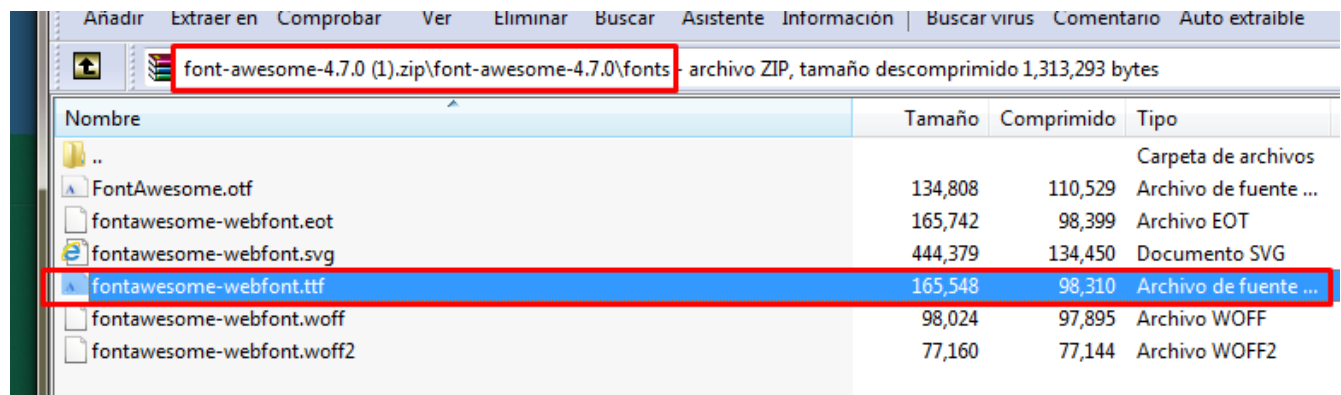 Añadir Extraer en Comprobar Ver Eliminar Buscar Asistente Información Buscar virus Comentario Auto extraible
font-awesome-4.7.0 (1).zip\font-awesome-4.7.0\fonts - archivo ZIP, tamaño descomprimido 1,313,293 bytes
Nombre Tamaño Comprimido Tipo
.. Carpeta de archivos
FontAwesome.otf 134,808 110,529 Archivo de fuente ...
fontawesome-webfont.eot 165,742 98,399 Archivo EOT
fontawesome-webfont.svg 444,379 134,450 Documento SVG
fontawesome-webfont.ttf 165,548 98,310 Archivo de fuente ...
fontawesome-webfont.woff 98,024 97,895 Archivo WOFF
fontawesome-webfont.woff2 77,160 77,144 Archivo WOFF2